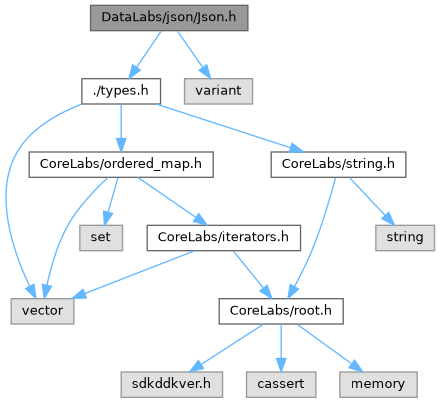 DataLabs/json/Json.h
./types.h
variant
CoreLabs/ordered_map.h
CoreLabs/string.h
set
CoreLabs/iterators.h
string
vector
CoreLabs/root.h
sdkddkver.h
cassert
memory